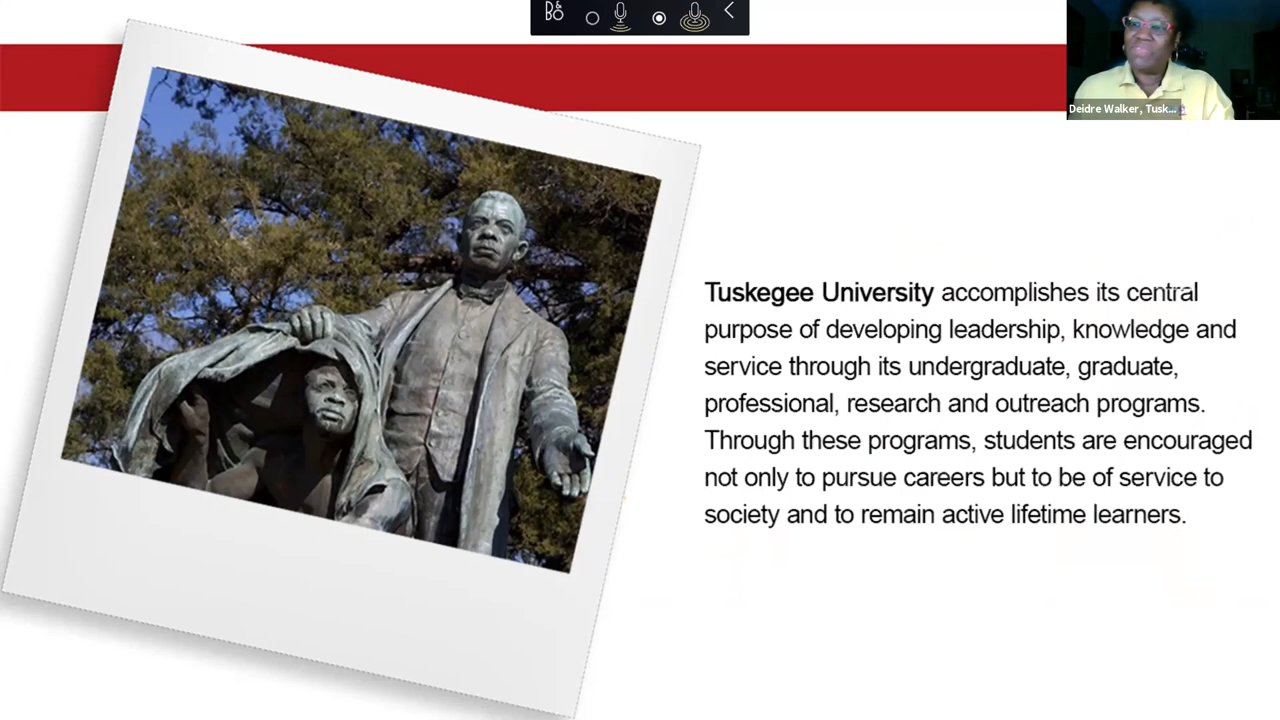 B&O
Deidre Walker, Tusk...
Tuskegee University accomplishes its central
purpose of developing leadership, knowledge and
service through its undergraduate, graduate,
professional, research and outreach programs.
Through these programs, students are encouraged
not only to pursue careers but to be of service to
society and to remain active lifetime learners.